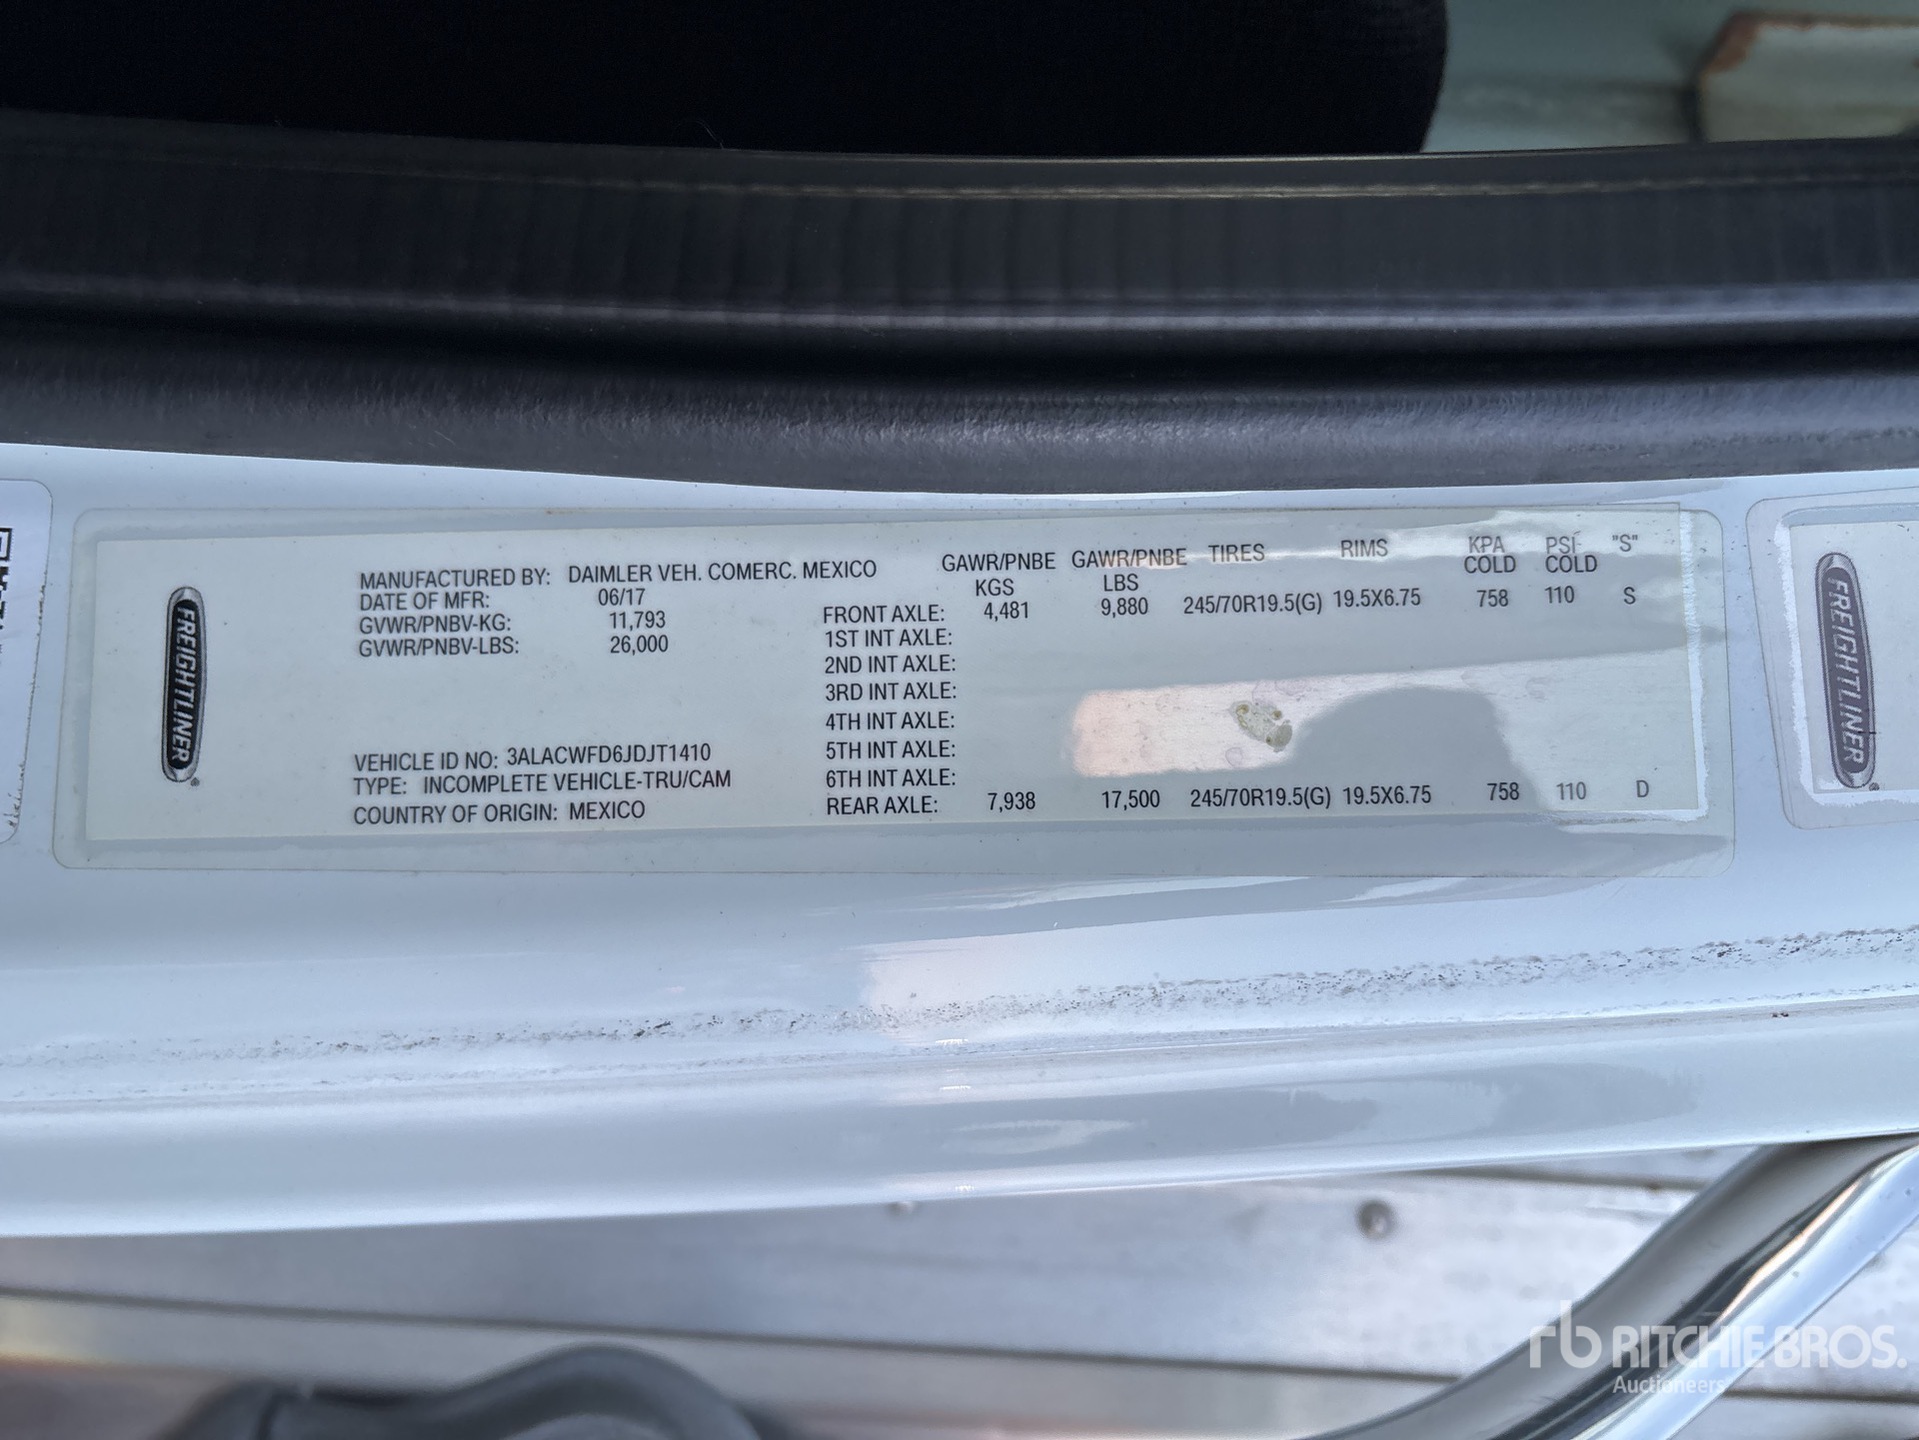 FREIGHTLINER
MANUFACTURED BY: DAIMLER VEH. COMERC. MEXICO
DATE OF MFR: 06/17
GVWR/PNBV-KG: 11,793
GVWR/PNBV-LBS: 26,000
VEHICLE ID NO: 3ALACWFD6JDJT1410
TYPE: INCOMPLETE VEHICLE-TRU/CAM
COUNTRY OF ORIGIN: MEXICO
GAWR/PNBE GAWR/PNBE TIRES RIMS KPA PSI "S"
KGS LBS COLD COLD
FRONT AXLE: 4,481 9,880 245/70R19.5(G) 19.5X6.75 758 110 S
1ST INT AXLE:
2ND INT AXLE:
3RD INT AXLE:
4TH INT AXLE:
5TH INT AXLE:
6TH INT AXLE:
REAR AXLE: 7,938 17,500 245/70R19.5(G) 19.5X6.75 758 110 D
FREIGHTLINER
rb RITCHIE BROS.
Auctioneers